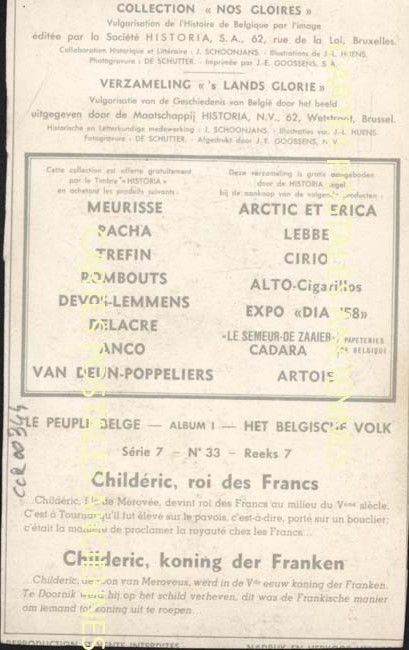 COLLECTION « NOS GLOIRES »
Vulgarisation de l'Histoire de Belgique par l'image
éditée par la Société HISTORIA, S. A., 62, rue de la Loi, Bruxelles.
Collaboration Historique et Littéraire : J. SCHOONJANS. - Illustrations de J.-L. HUENS.
Photogravure : DE SCHUTTER. - Imprimée par J.-E. GOOSSENS, S. A.
VERZAMELING « 's LANDS GLORIE »
Vulgarisatie van de Geschiedenis van België door het beeld
uitgegeven door de Maatschappij HISTORIA, N.V., 62, Wetstraat, Brussel.
Historische en Letterkundige medewerking : J. SCHOONJANS. - Illustraties van J.-L. HUENS.
Fotogravure : DE SCHUTTER. - Afgedrukt door J.-E. GOOSSENS, N. V.
Cette collection est offerte gratuitement
par le Timbre « HISTORIA »
en achetant les produits suivants :
Deze verzameling is gratis aangeboden
door de HISTORIA zegel
bij de aankoop van de volgende producten :
MEURISSE
PACHA
TREFIN
ROMBOUTS
DEVOS-LEMMENS
DELACRE
ANCO
VAN DEUN-POPPELIERS
ARCTIC ET ERICA
LEBBE
CIRIO
ALTO-Cigarillos
EXPO «DIA '58»
«LE SEMEUR-DE ZAAIER» PAPETERIES
CADARA DE BELGIQUE
ARTOIS
LE PEUPLE BELGE — ALBUM I — HET BELGISCHE VOLK
Série 7 - N° 33 - Reeks 7
CCR00343
Childéric, roi des Francs
Childéric, fils de Mérovée, devint roi des Francs au milieu du Vème siècle.
C'est à Tournai qu'il fut élevé sur le pavois, c'est-à-dire, porté sur un bouclier;
c'était la manière de proclamer la royauté chez les Francs.
Childeric, koning der Franken
Childeric, de zoon van Meroveus, werd in de Vde eeuw koning der Franken.
Te Doornik werd hij op het schild verheven, dit was de Frankische manier
om iemand tot koning uit te roepen.
REPRODUCTION INTERDITES
NADRUK EN